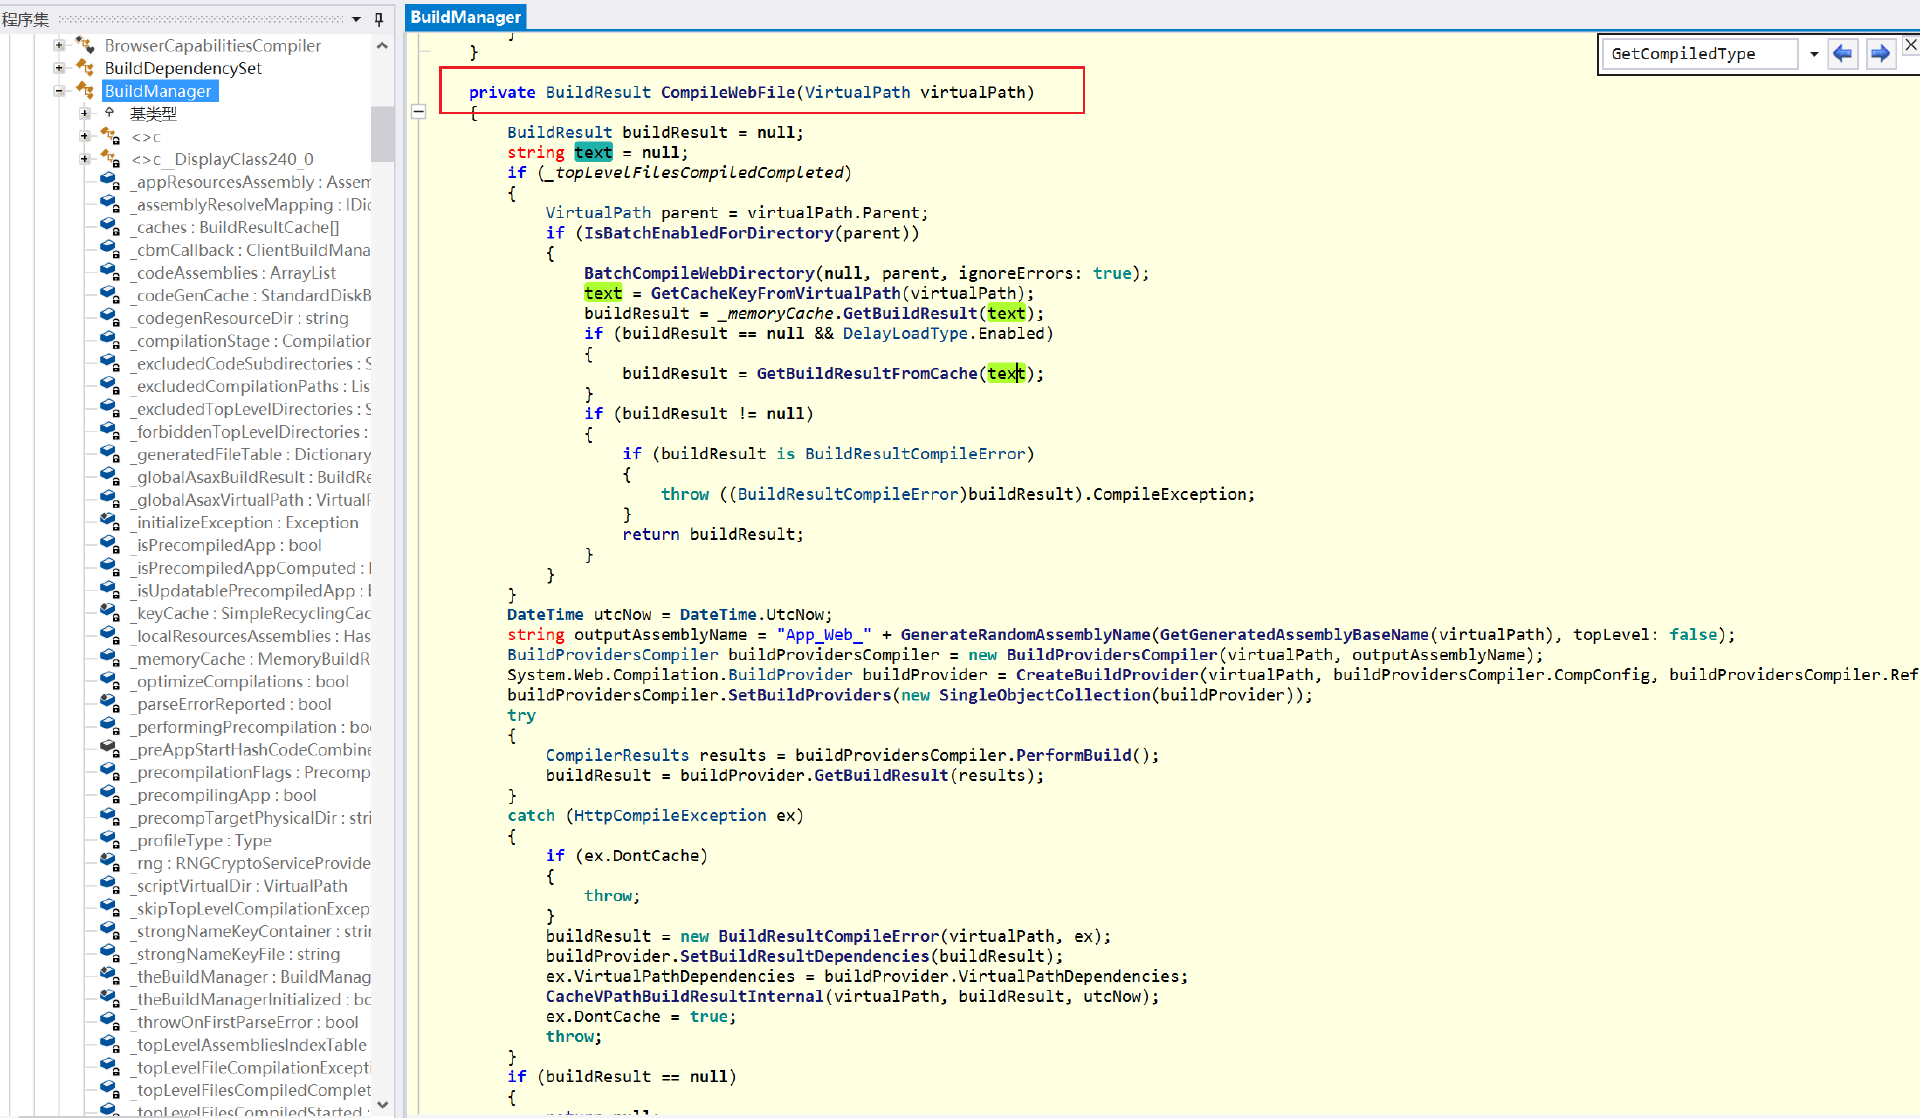 程序集
BrowserCapabilitiesCompiler
BuildDependencySet
BuildManager
基类型
<>c
<>c__DisplayClass240_0
_appResourcesAssembly : Assem
_assemblyResolveMapping : IDic
_caches : BuildResultCache[]
_cbmCallback : ClientBuildMana
_codeAssemblies : ArrayList
_codeGenCache : StandardDiskB
_codegenResourceDir : string
_compilationStage : Compilation
_excludedCodeSubdirectories : S
_excludedCompilationPaths : Lis
_excludedTopLevelDirectories : S
_forbiddenTopLevelDirectories :
_generatedFileTable : Dictionary
_globalAsaxBuildResult : BuildRe
_globalAsaxVirtualPath : VirtualP
_initializeException : Exception
_isPrecompiledApp : bool
_isPrecompiledAppComputed : b
_isUpdatablePrecompiledApp : b
_keyCache : SimpleRecyclingCac
_localResourcesAssemblies : Has
_memoryCache : MemoryBuildR
_optimizeCompilations : bool
_parseErrorReported : bool
_performingPrecompilation : boo
_preAppStartHashCodeCombine
_precompilationFlags : Precomp
_precompilingApp : bool
_precompTargetPhysicalDir : stri
_profileType : Type
_rng : RNGCryptoServiceProvide
_scriptVirtualDir : VirtualPath
_skipTopLevelCompilationExcept
_strongNameKeyContainer : strin
_strongNameKeyFile : string
_theBuildManager : BuildManag
_theBuildManagerInitialized : bo
_throwOnFirstParseError : bool
_topLevelAssembliesIndexTable
_topLevelFileCompilationExcepti
_topLevelFilesCompiledComplet
_topLevelFilesCompiledStarted :
BuildManager
GetCompiledType
}
}
private BuildResult CompileWebFile(VirtualPath virtualPath)
{
BuildResult buildResult = null;
string text = null;
if (_topLevelFilesCompiledCompleted)
{
VirtualPath parent = virtualPath.Parent;
if (IsBatchEnabledForDirectory(parent))
{
BatchCompileWebDirectory(null, parent, ignoreErrors: true);
text = GetCacheKeyFromVirtualPath(virtualPath);
buildResult = _memoryCache.GetBuildResult(text);
if (buildResult == null && DelayLoadType.Enabled)
{
buildResult = GetBuildResultFromCache(text);
}
if (buildResult != null)
{
if (buildResult is BuildResultCompileError)
{
throw ((BuildResultCompileError)buildResult).CompileException;
}
return buildResult;
}
}
}
DateTime utcNow = DateTime.UtcNow;
string outputAssemblyName = "App_Web_" + GenerateRandomAssemblyName(GetGeneratedAssemblyBaseName(virtualPath), topLevel: false);
BuildProvidersCompiler buildProvidersCompiler = new BuildProvidersCompiler(virtualPath, outputAssemblyName);
System.Web.Compilation.BuildProvider buildProvider = CreateBuildProvider(virtualPath, buildProvidersCompiler.CompConfig, buildProvidersCompiler.Ref
buildProvidersCompiler.SetBuildProviders(new SingleObjectCollection(buildProvider));
try
{
CompilerResults results = buildProvidersCompiler.PerformBuild();
buildResult = buildProvider.GetBuildResult(results);
}
catch (HttpCompileException ex)
{
if (ex.DontCache)
{
throw;
}
buildResult = new BuildResultCompileError(virtualPath, ex);
buildProvider.SetBuildResultDependencies(buildResult);
ex.VirtualPathDependencies = buildProvider.VirtualPathDependencies;
CacheVPathBuildResultInternal(virtualPath, buildResult, utcNow);
ex.DontCache = true;
throw;
}
if (buildResult == null)
{